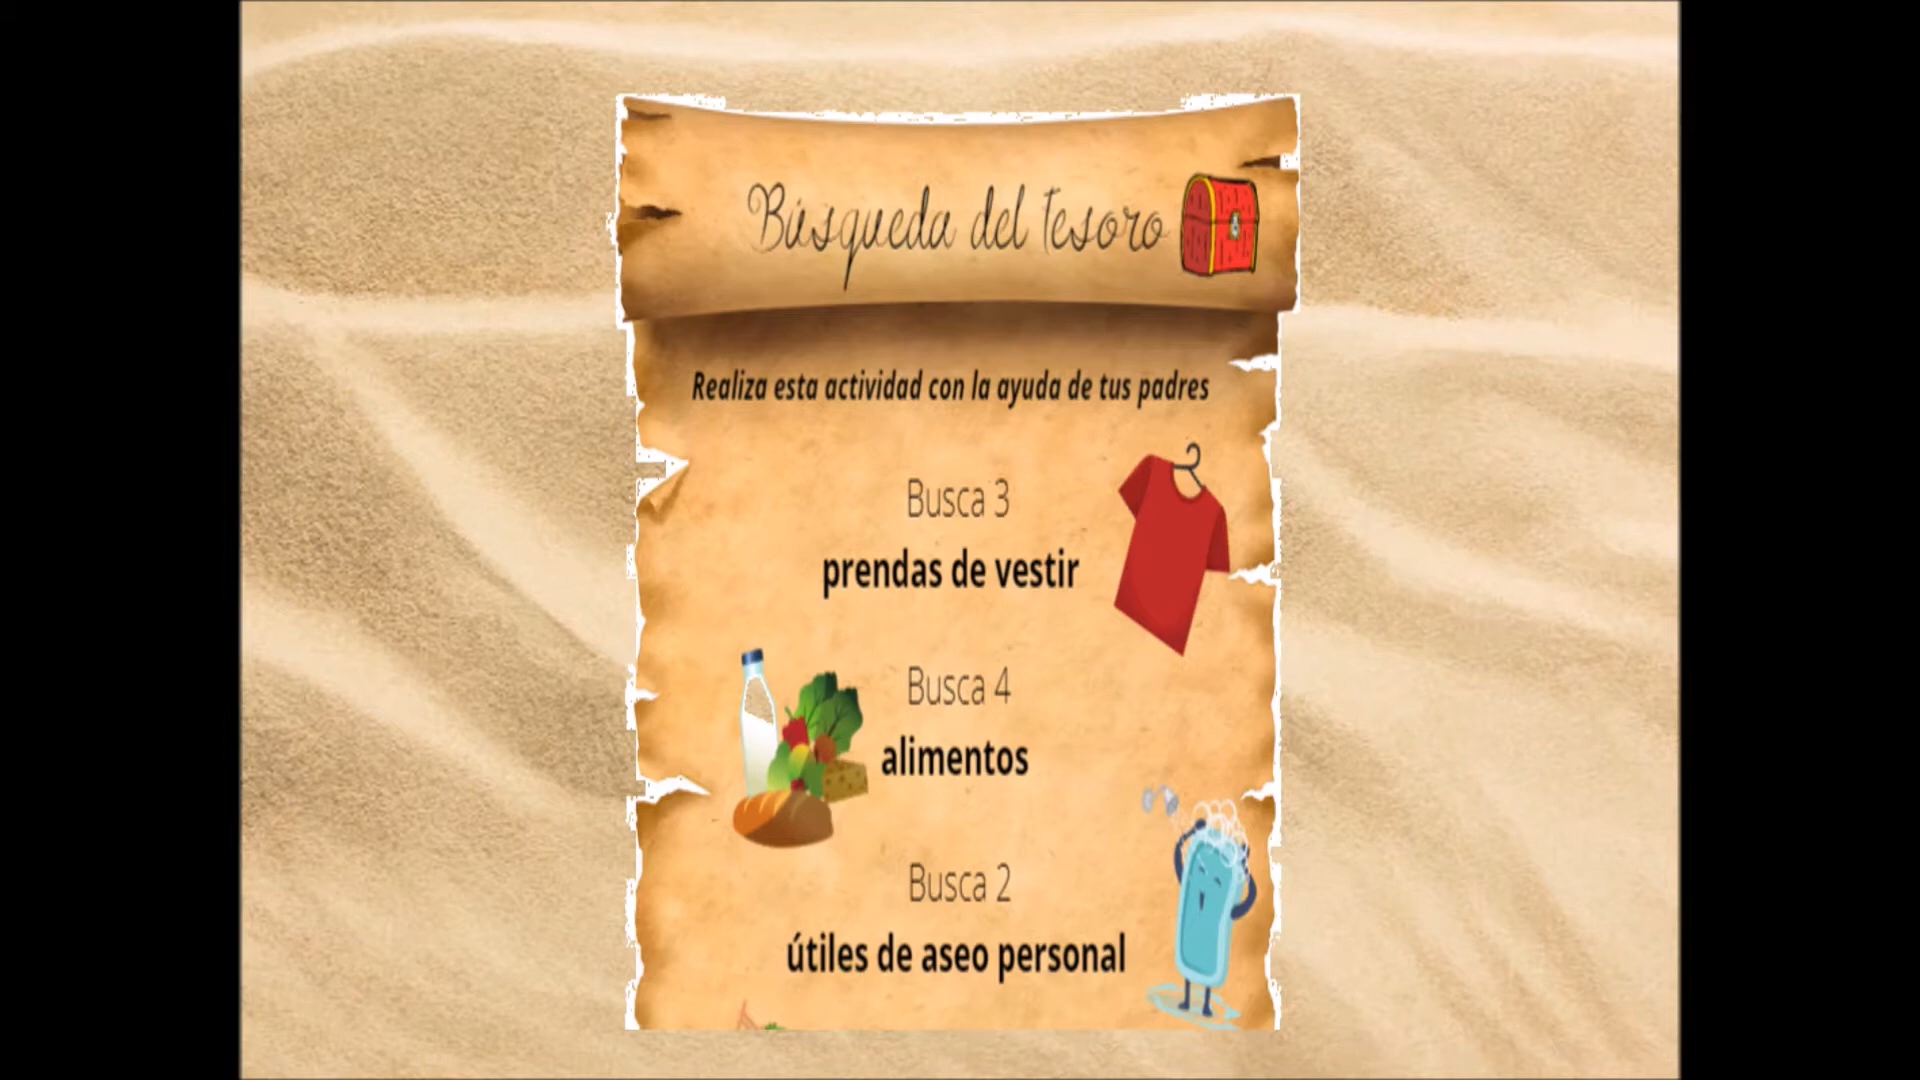 Búsqueda del Tesoro
Realiza esta actividad con la ayuda de tus padres
Busca 3
prendas de vestir
Busca 4
alimentos
Busca 2
útiles de aseo personal